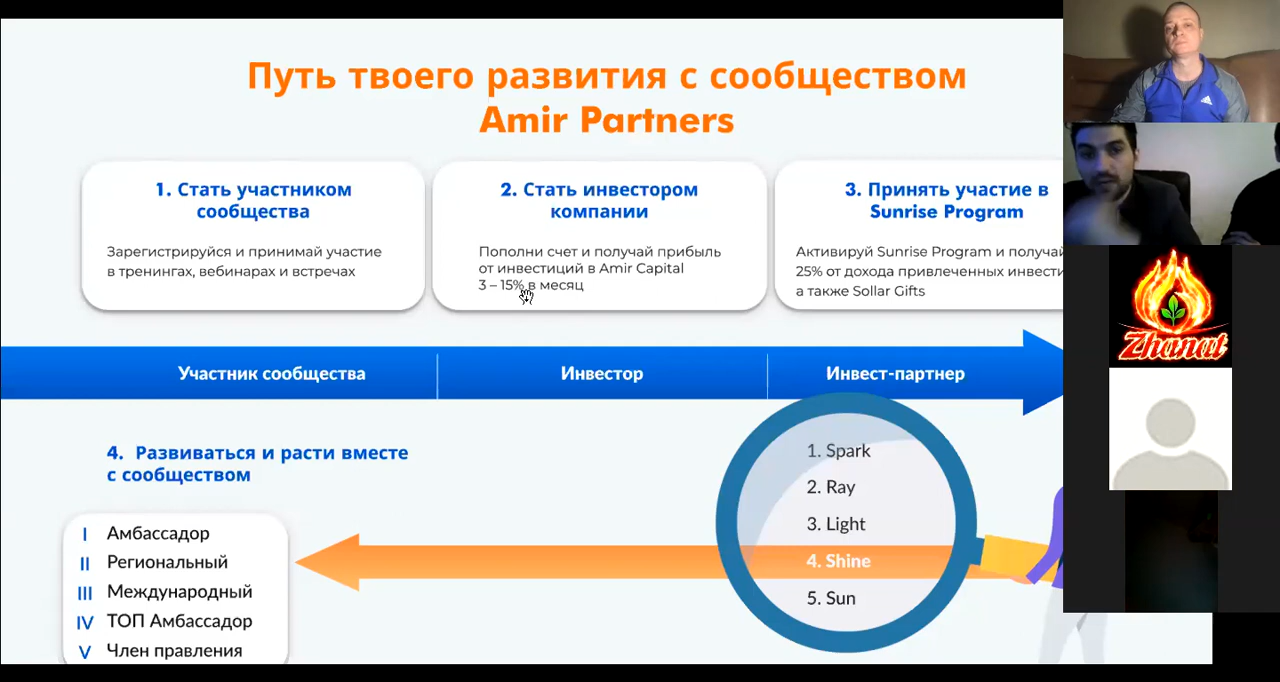 Путь твоего развития с сообществом
Amir Partners
1. Стать участником
сообщества
Зарегистрируйся и принимай участие
в тренингах, вебинарах и встречах
2. Стать инвестором
компании
Пополни счет и получай прибыль
от инвестиций в Amir Capital
3 – 15% в месяц
3. Принять участие в
Sunrise Program
Активируй Sunrise Program и получай
25% от дохода привлеченных
а также Sollar Gifts
Участник сообщества
Инвестор
Инвест-партнер
4. Развиваться и расти вместе
с сообществом
I Амбассадор
II Региональный
III Международный
IV ТОП Амбассадор
V Член правления
1. Spark
2. Ray
3. Light
4. Shine
5. Sun
Zhanat